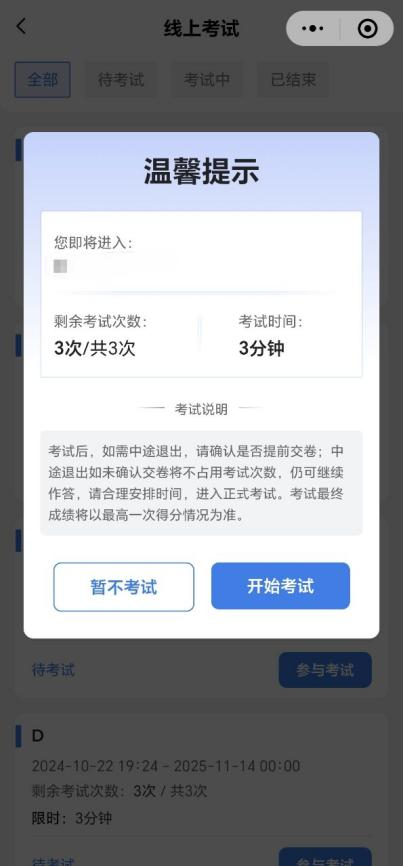 线上考试
全部
待考试
考试中
已结束
温馨提示
您即将进入：
剩余考试次数：
考试时间：
3次/共3次
3分钟
考试说明
考试后，如需中途退出，请确认是否提前交卷；中
途退出如未确认交卷将不占用考试次数，仍可继续
作答，请合理安排时间，进入正式考试。考试最终
成绩将以最高一次得分情况为准。
暂不考试
开始考试
待考试
参与考试
D
2024-10-22 19:24 - 2025-11-14 00:00
剩余考试次数：3次 / 共3次
限时：3分钟
待考试
参与考试